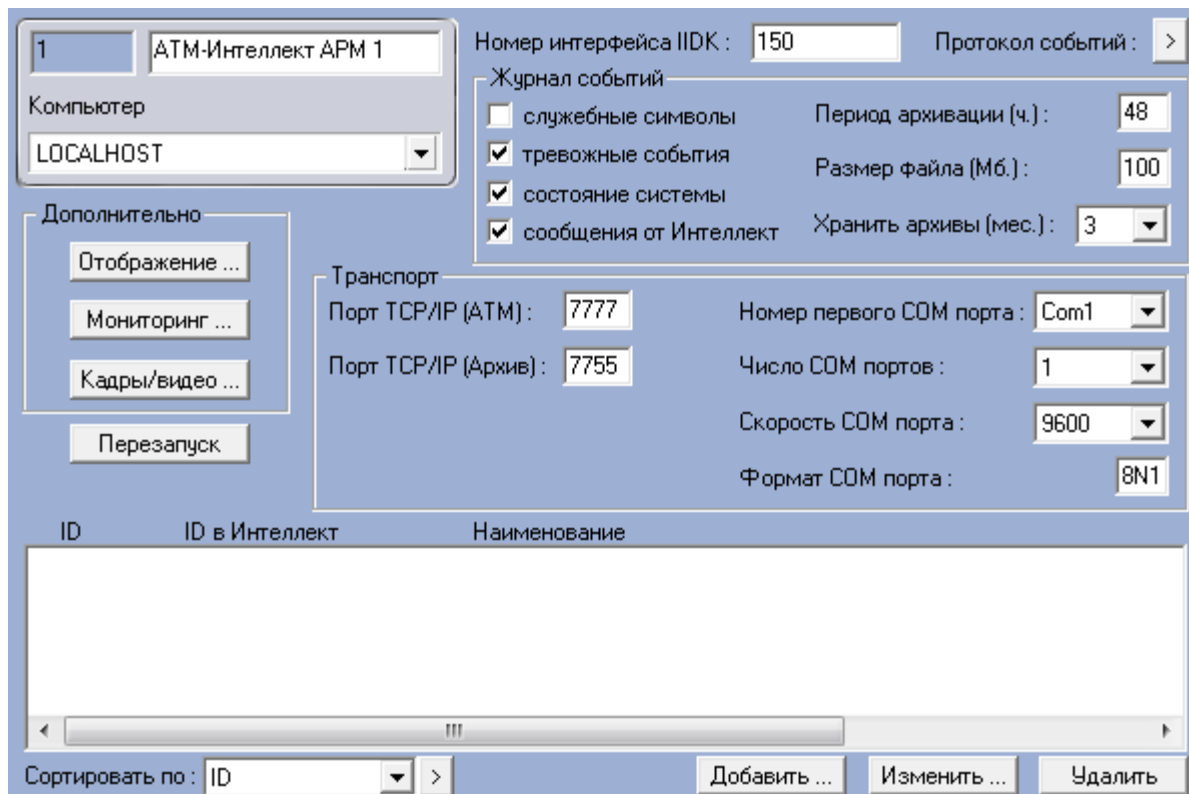 1
АТМ-Интеллект АРМ 1
Компьютер
LOCALHOST
Номер интерфейса IIDK :
150
Протокол событий :
>
Журнал событий
служебные символы
тревожные события
состояние системы
сообщения от Интеллект
Период архивации (ч.) :
48
Размер файла (Мб.) :
100
Хранить архивы (мес.) :
3
Дополнительно
Отображение ...
Мониторинг ...
Кадры/видео ...
Перезапуск
Транспорт
Порт TCP/IP (ATM) :
7777
Порт TCP/IP (Архив) :
7755
Номер первого COM порта :
Com1
Число COM портов :
1
Скорость COM порта :
9600
Формат COM порта :
8N1
ID
ID в Интеллект
Наименование
Сортировать по :
ID
>
Добавить ...
Изменить ...
Удалить